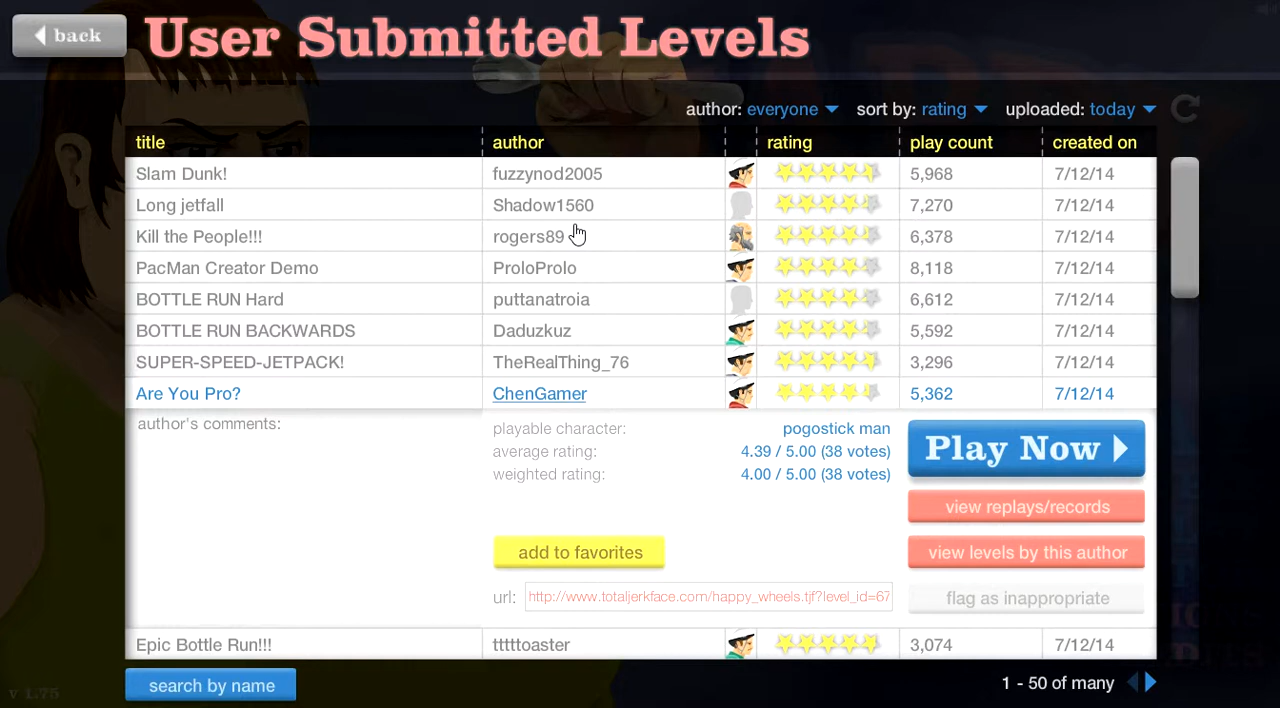 back
User Submitted Levels
author: everyone sort by: rating uploaded: today
title author rating play count created on
Slam Dunk! fuzzynod2005 5,968 7/12/14
Long jetfall Shadow1560 7,270 7/12/14
Kill the People!!! rogers89 6,378 7/12/14
PacMan Creator Demo ProloProlo 8,118 7/12/14
BOTTLE RUN Hard puttanatroia 6,612 7/12/14
BOTTLE RUN BACKWARDS Daduzkuz 5,592 7/12/14
SUPER-SPEED-JETPACK! TheRealThing_76 3,296 7/12/14
Are You Pro? ChenGamer 5,362 7/12/14
author's comments:
playable character: pogostick man
average rating: 4.39 / 5.00 (38 votes)
weighted rating: 4.00 / 5.00 (38 votes)
Play Now
view replays/records
add to favorites
view levels by this author
url: http://www.totaljerkface.com/happy_wheels.tjf?level_id=67
flag as inappropriate
Epic Bottle Run!!! tttttoaster 3,074 7/12/14
search by name
1 - 50 of many
v 1.75